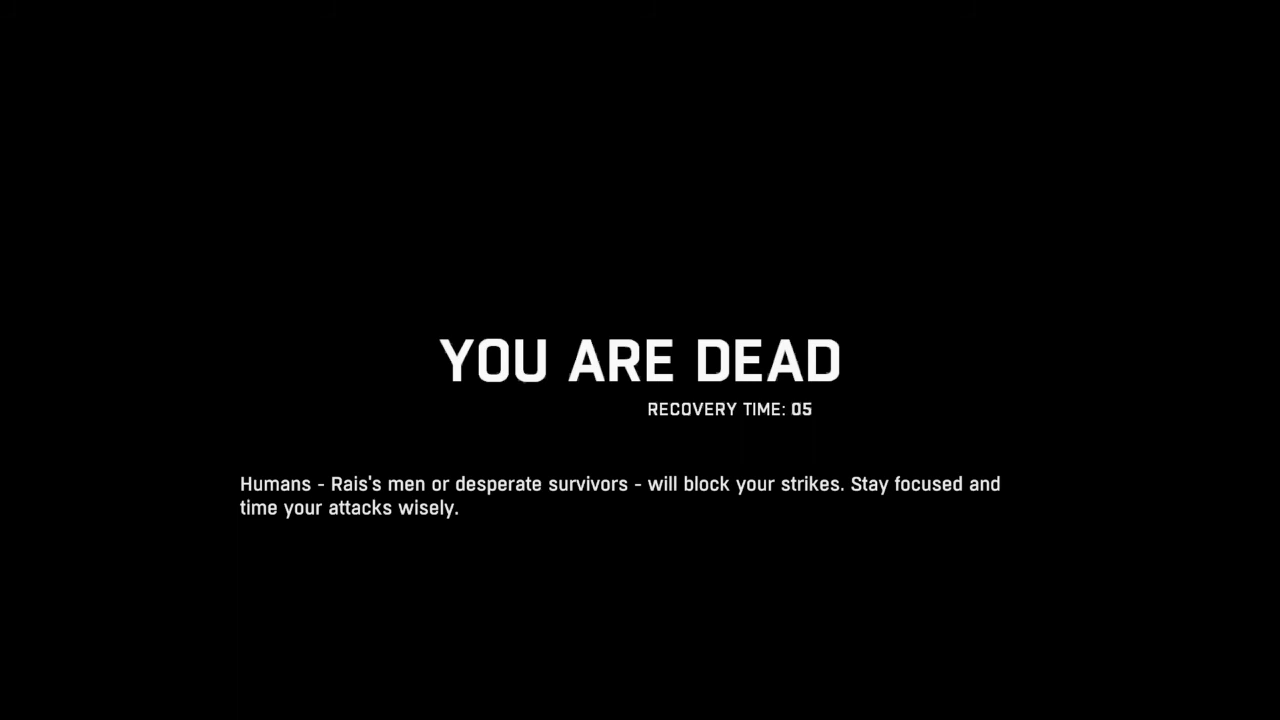 YOU ARE DEAD
RECOVERY TIME: 05
Humans - Rais's men or desperate survivors - will block your strikes. Stay focused and
time your attacks wisely.